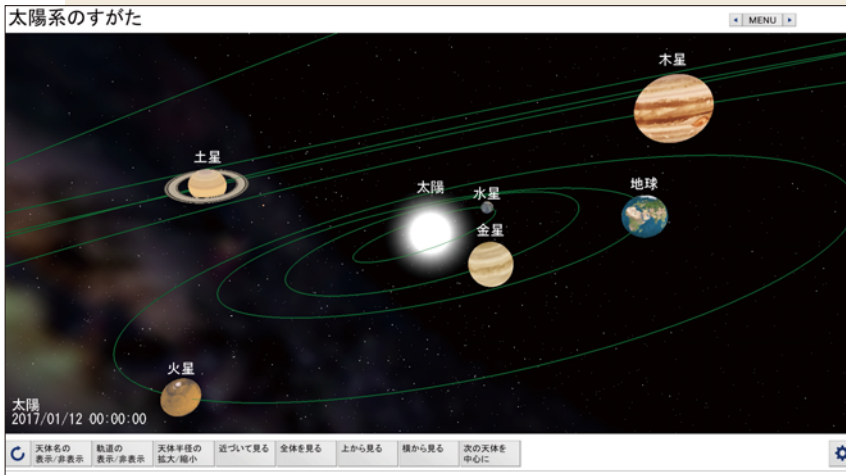 太陽系のすがた
MENU
木星
土星
太陽
水星
地球
金星
火星
太陽
2017/01/12 00:00:00
天体名の
表示/非表示
軌道の
表示/非表示
天体半径の
拡大/縮小
近づいて見る
全体を見る
上から見る
横から見る
次の天体を
中心に